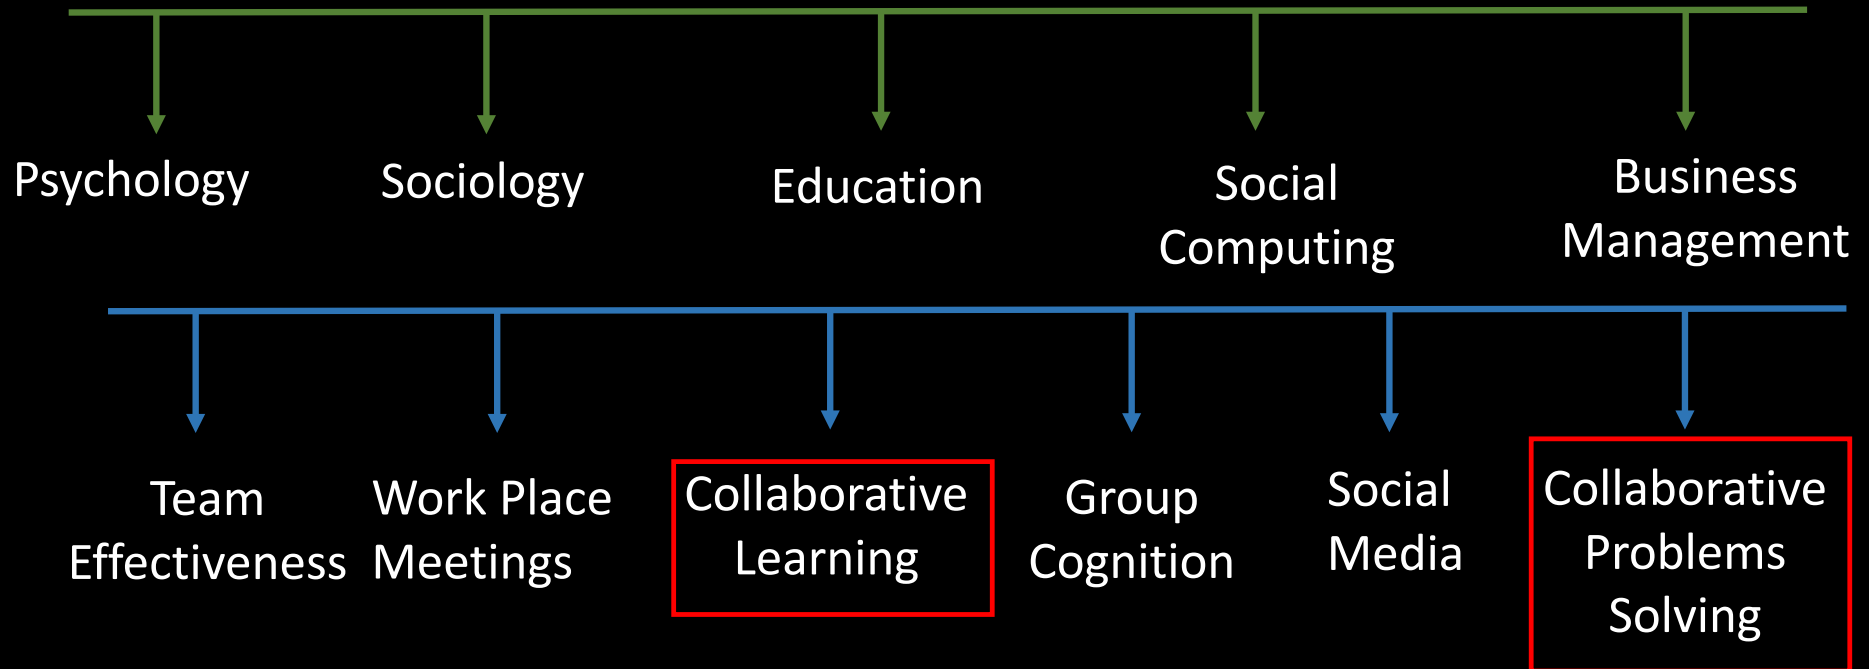 Psychology
Sociology
Education
Social
Computing
Business
Management
Team
Effectiveness
Work Place
Meetings
Collaborative
Learning
Group
Cognition
Social
Media
Collaborative
Problems
Solving